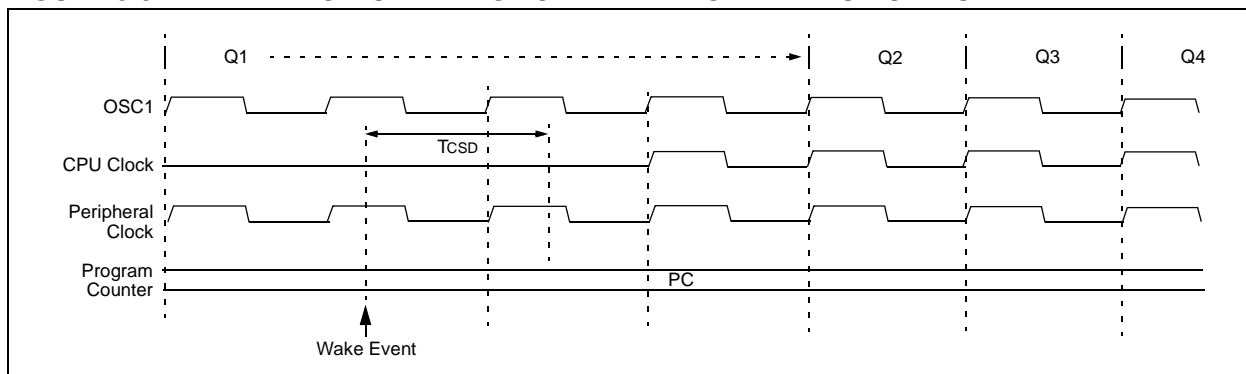 Q1 Q2 Q3 Q4
OSC1
TCSD
CPU Clock
Peripheral
Clock
Program
Counter
PC
Wake Event